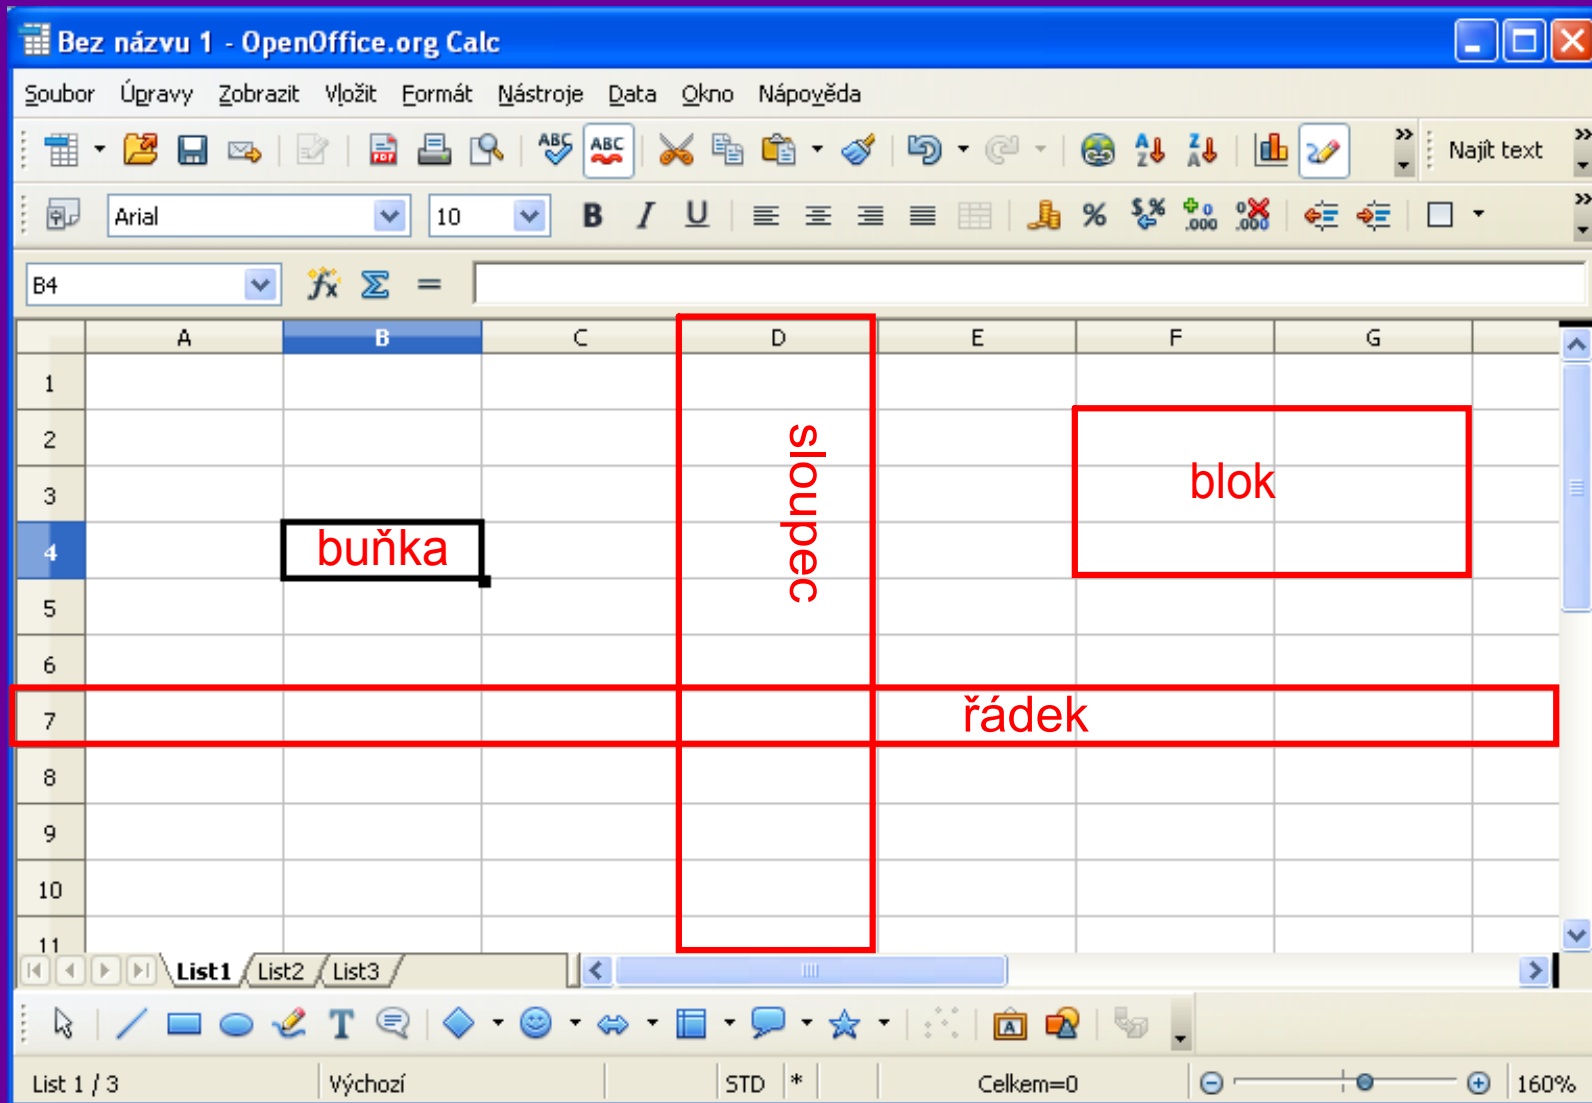 Bez názvu 1 - OpenOffice.org Calc
Soubor Úpravy Zobrazit Vložit Formát Nástroje Data Okno Nápověda
Najít text
Arial 10
B4
A B C D E F G
1
2
3
4
5
6
7
8
9
10
11
sloupec
blok
buňka
řádek
List1 List2 List3
List 1 / 3 Výchozí STD * Celkem=0 160%